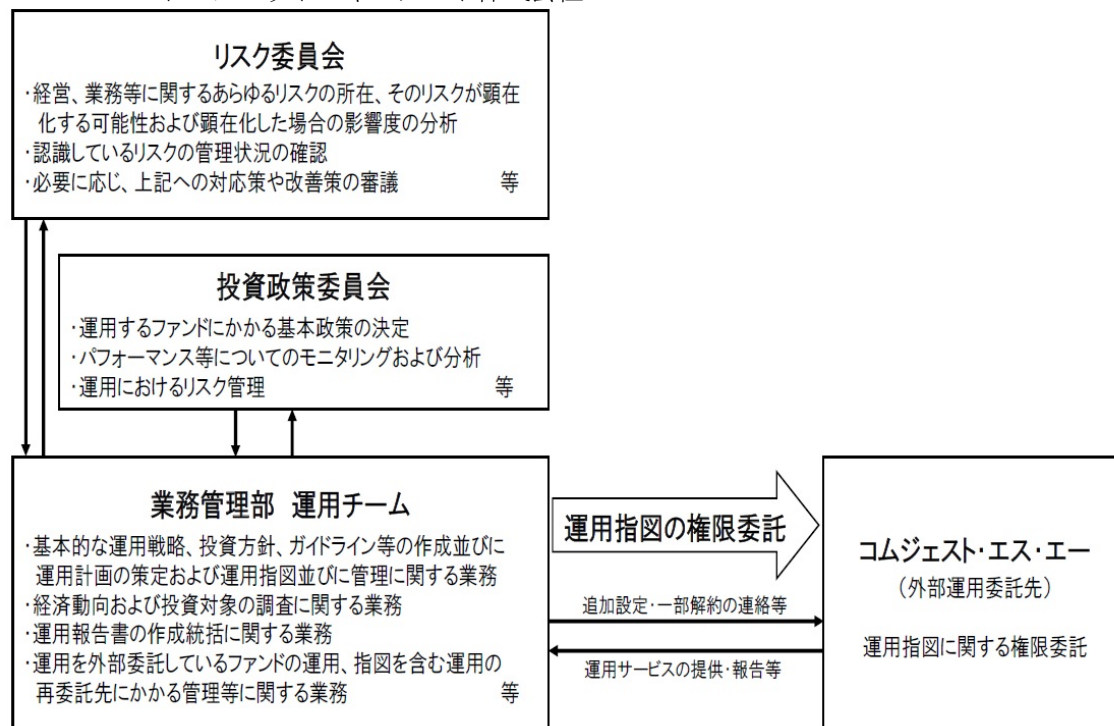 リスク委員会
・経営、業務等に関するあらゆるリスクの所在、そのリスクが顕在
化する可能性および顕在化した場合の影響度の分析
・認識しているリスクの管理状況の確認
・必要に応じ、上記への対応策や改善策の審議 等
投資政策委員会
・運用するファンドにかかる基本政策の決定
・パフォーマンス等についてのモニタリングおよび分析
・運用におけるリスク管理 等
業務管理部 運用チーム
・基本的な運用戦略、投資方針、ガイドライン等の作成並びに
運用計画の策定および運用指図並びに管理に関する業務
・経済動向および投資対象の調査に関する業務
・運用報告書の作成統括に関する業務
・運用を外部委託しているファンドの運用、指図を含む運用の
再委託先にかかる管理等に関する業務 等
運用指図の権限委託
追加設定・一部解約の連絡等
運用サービスの提供・報告等
コムジェスト・エス・エー
（外部運用委託先）
運用指図に関する権限委託